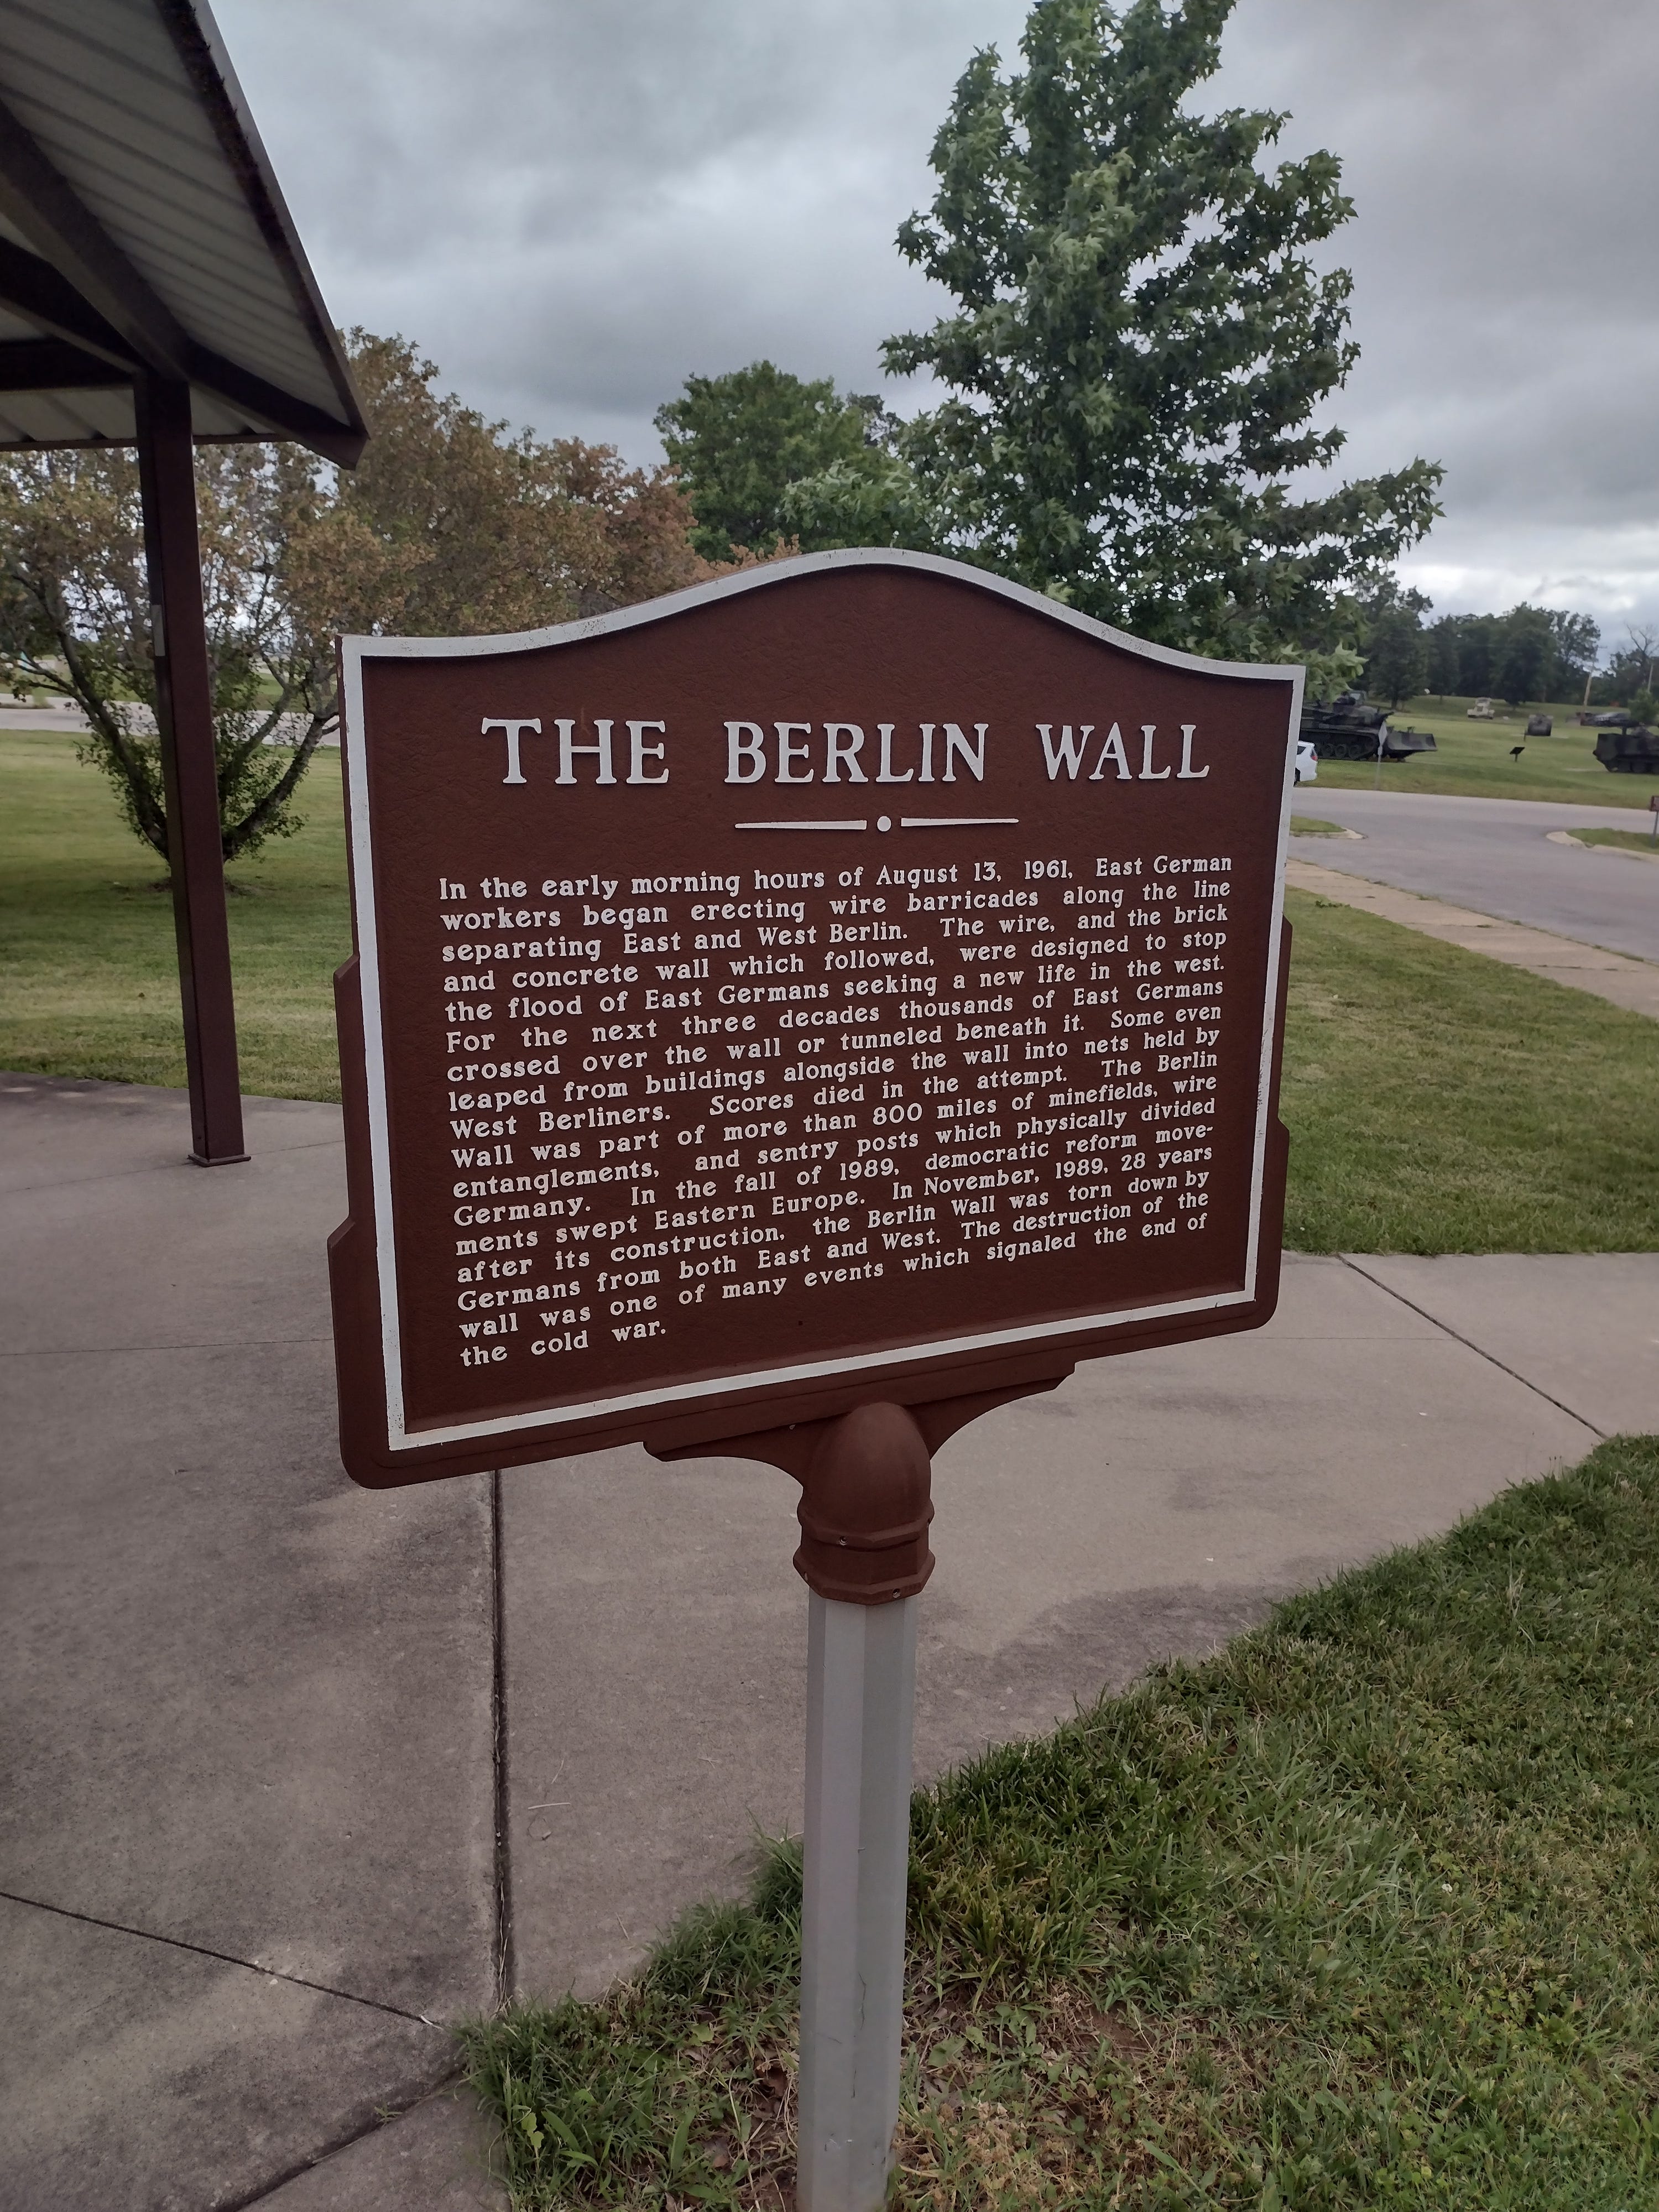 THE BERLIN WALL
In the early morning hours of August 13, 1961, East German
workers began erecting wire barricades along the line
separating East and West Berlin. The wire, and the brick
and concrete wall which followed, were designed to stop
the flood of East Germans seeking a new life in the west.
For the next three decades thousands of East Germans
crossed over the wall or tunneled beneath it. Some even
leaped from buildings alongside the wall into nets held by
West Berliners. Scores died in the attempt. The Berlin
Wall was part of more than 800 miles of minefields, wire
entanglements, and sentry posts which physically divided
Germany. In the fall of 1989, democratic reform move-
ments swept Eastern Europe. In November, 1989, 28 years
after its construction, the Berlin Wall was torn down by
Germans from both East and West. The destruction of the
wall was one of many events which signaled the end of
the cold war.